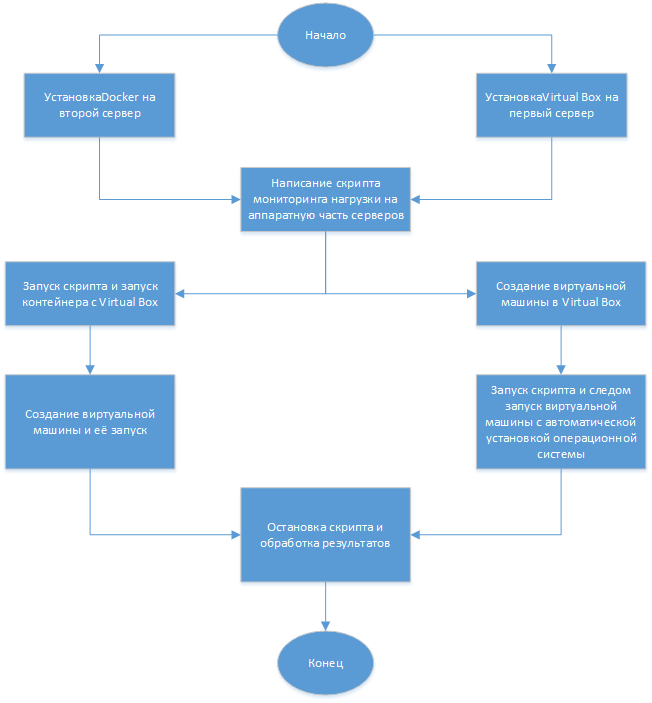 Начало
УстановкаDocker на
второй сервер
УстановкаVirtual Box на
первый сервер
Написание скрипта
мониторинга нагрузки на
аппаратную часть серверов
Запуск скрипта и запуск
контейнера с Virtual Box
Создание виртуальной
машины в Virtual Box
Создание виртуальной
машины и её запуск
Запуск скрипта и следом
запуск виртуальной
машины с автоматической
установкой операционной
системы
Остановка скрипта и
обработка результатов
Конец